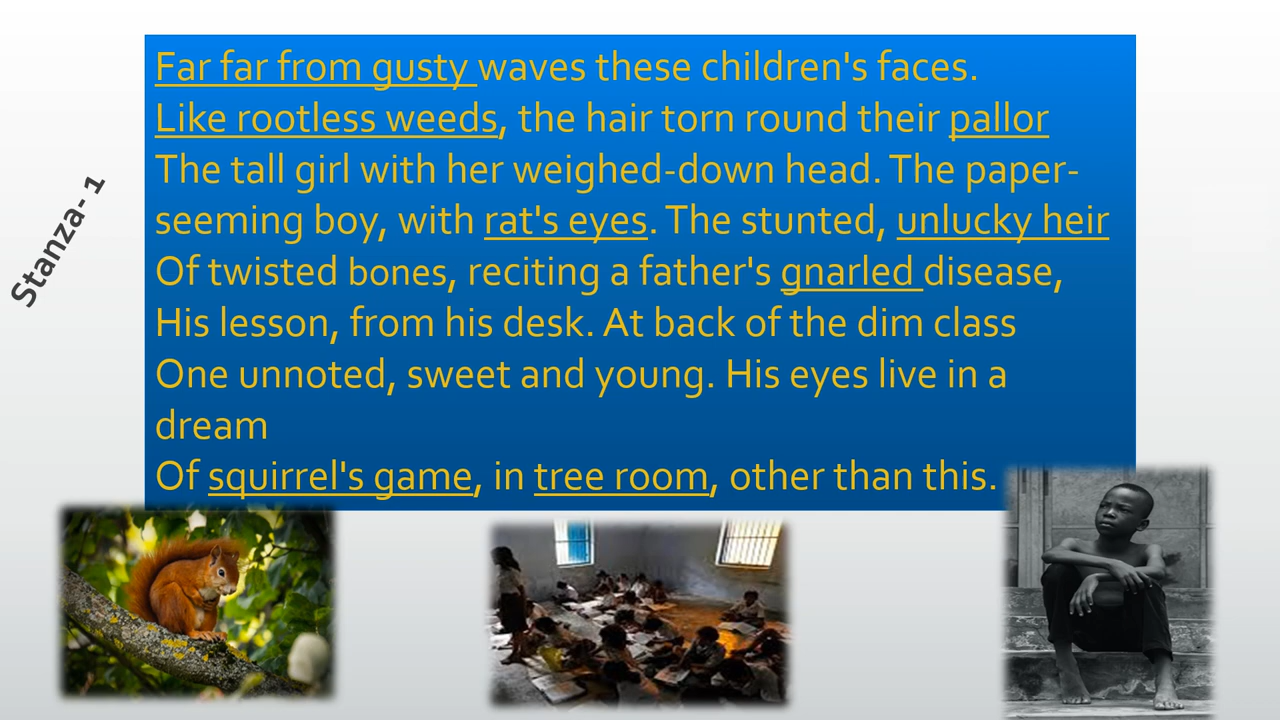 Stanza- 1
Far far from gusty waves these children's faces.
Like rootless weeds, the hair torn round their pallor
The tall girl with her weighed-down head. The paper-
seeming boy, with rat's eyes. The stunted, unlucky heir
Of twisted bones, reciting a father's gnarled disease,
His lesson, from his desk. At back of the dim class
One unnoted, sweet and young. His eyes live in a
dream
Of squirrel's game, in tree room, other than this.